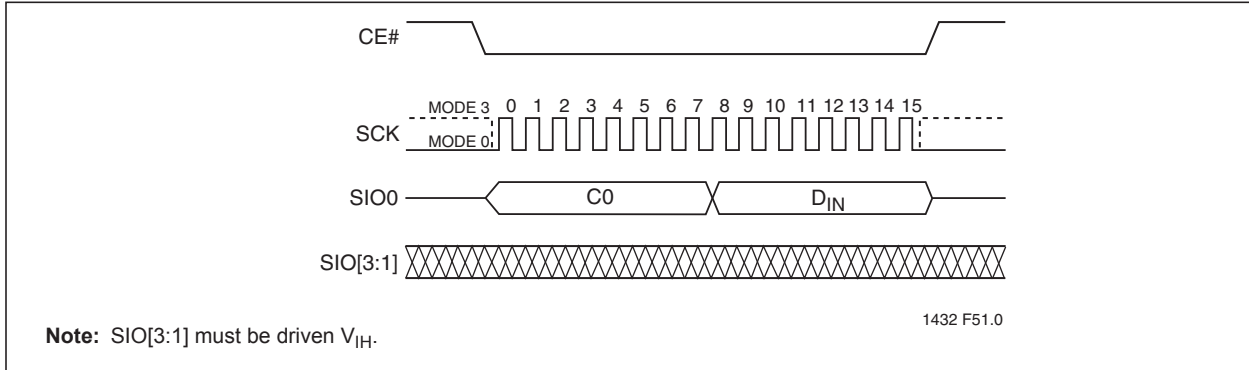 CE#
MODE 3 0 1 2 3 4 5 6 7 8 9 10 11 12 13 14 15
SCK
MODE 0
SIO0 C0 DIN
SIO[3:1]
1432 F51.0
Note: SIO[3:1] must be driven VIH.